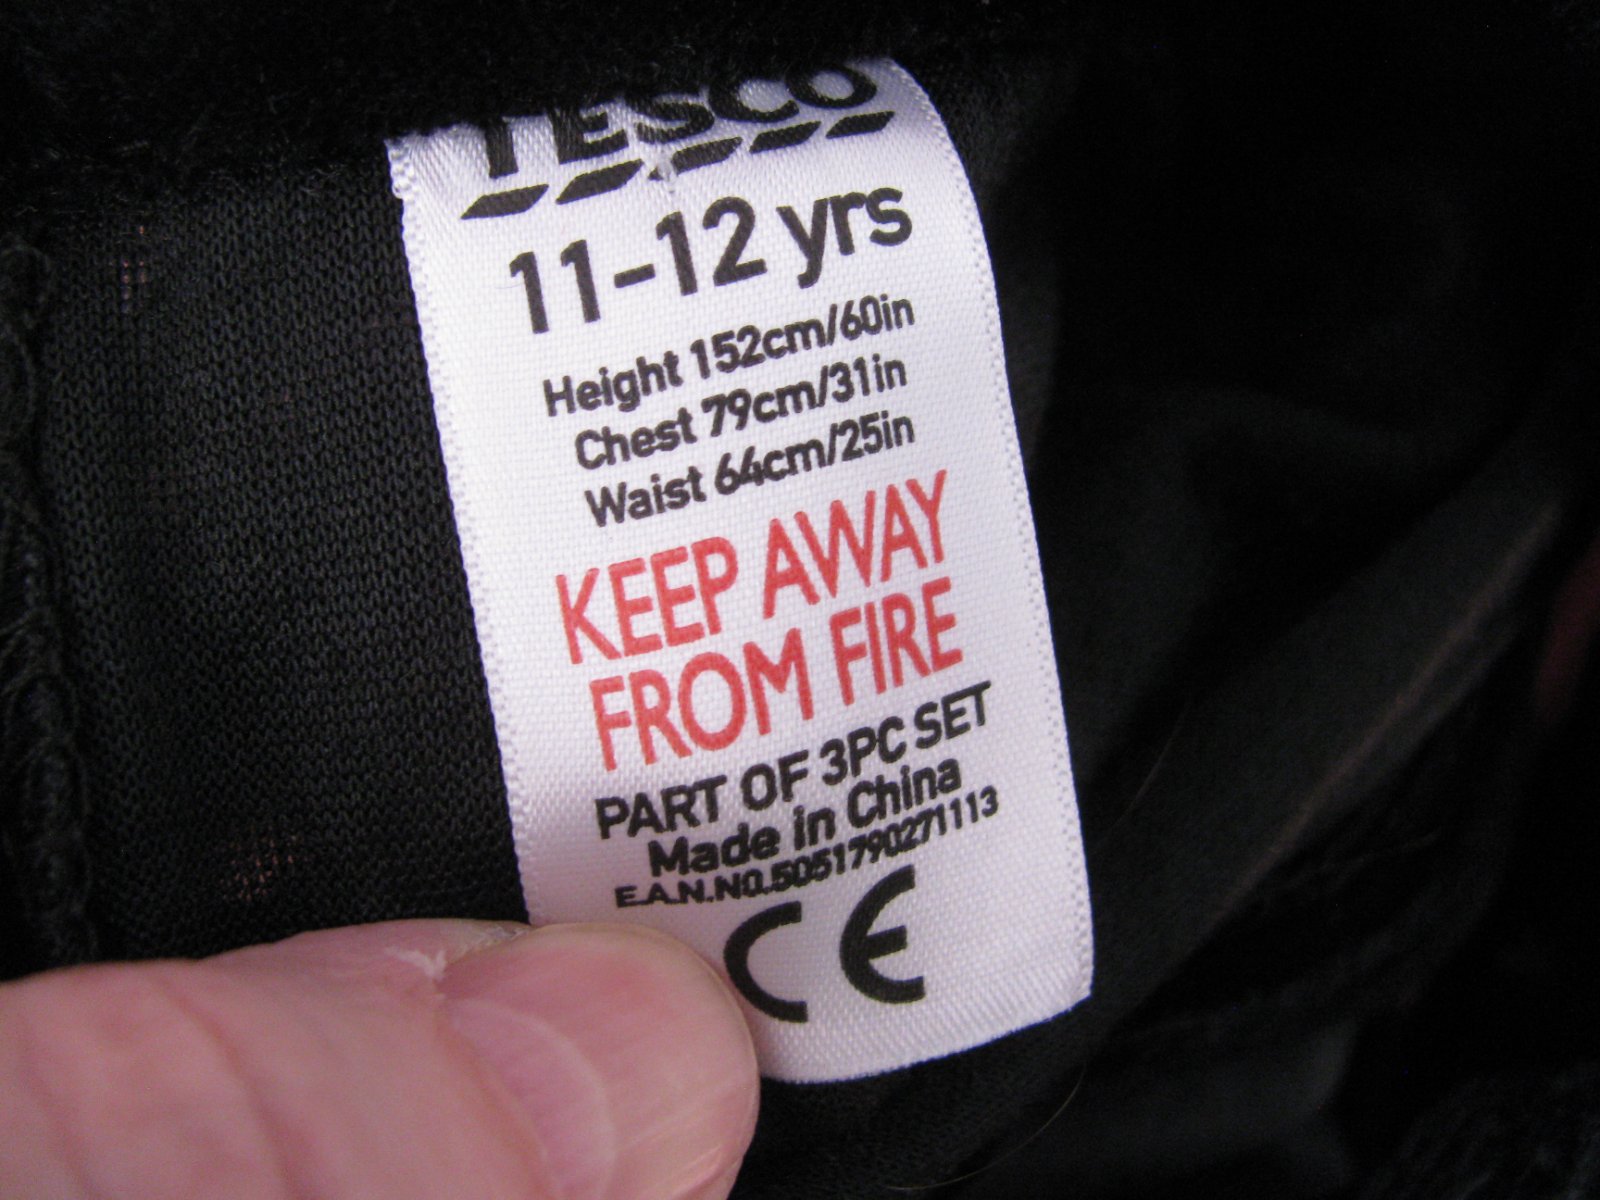 TESCO
11-12 yrs
Height 152cm/60in
Chest 79cm/31in
Waist 64cm/25in
KEEP AWAY
FROM FIRE
PART OF 3PC SET
Made in China
E.A.N.NO.5051790271113
CE